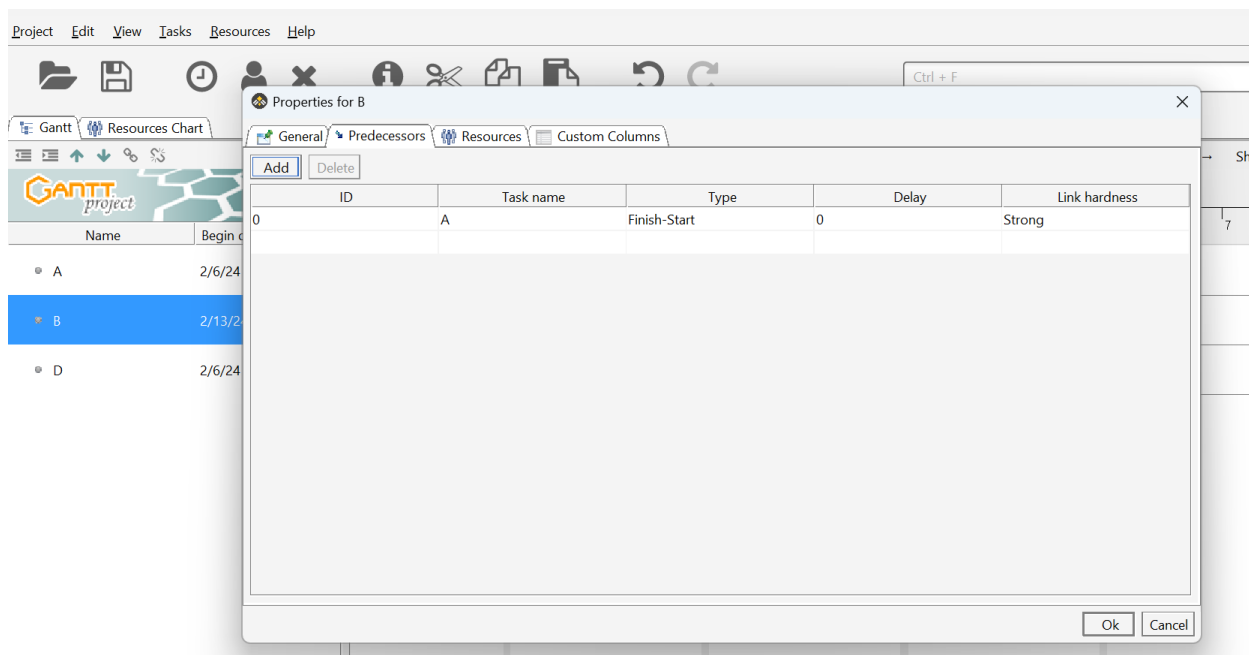 Project Edit View Tasks Resources Help
Ctrl + F
Properties for B
Gantt Resources Chart
General Predecessors Resources Custom Columns
Add Delete
GANTT
project
ID Task name Type Delay Link hardness
0 A Finish-Start 0 Strong
Name Begin
7
A 2/6/24
B 2/13/2
D 2/6/24
Ok Cancel